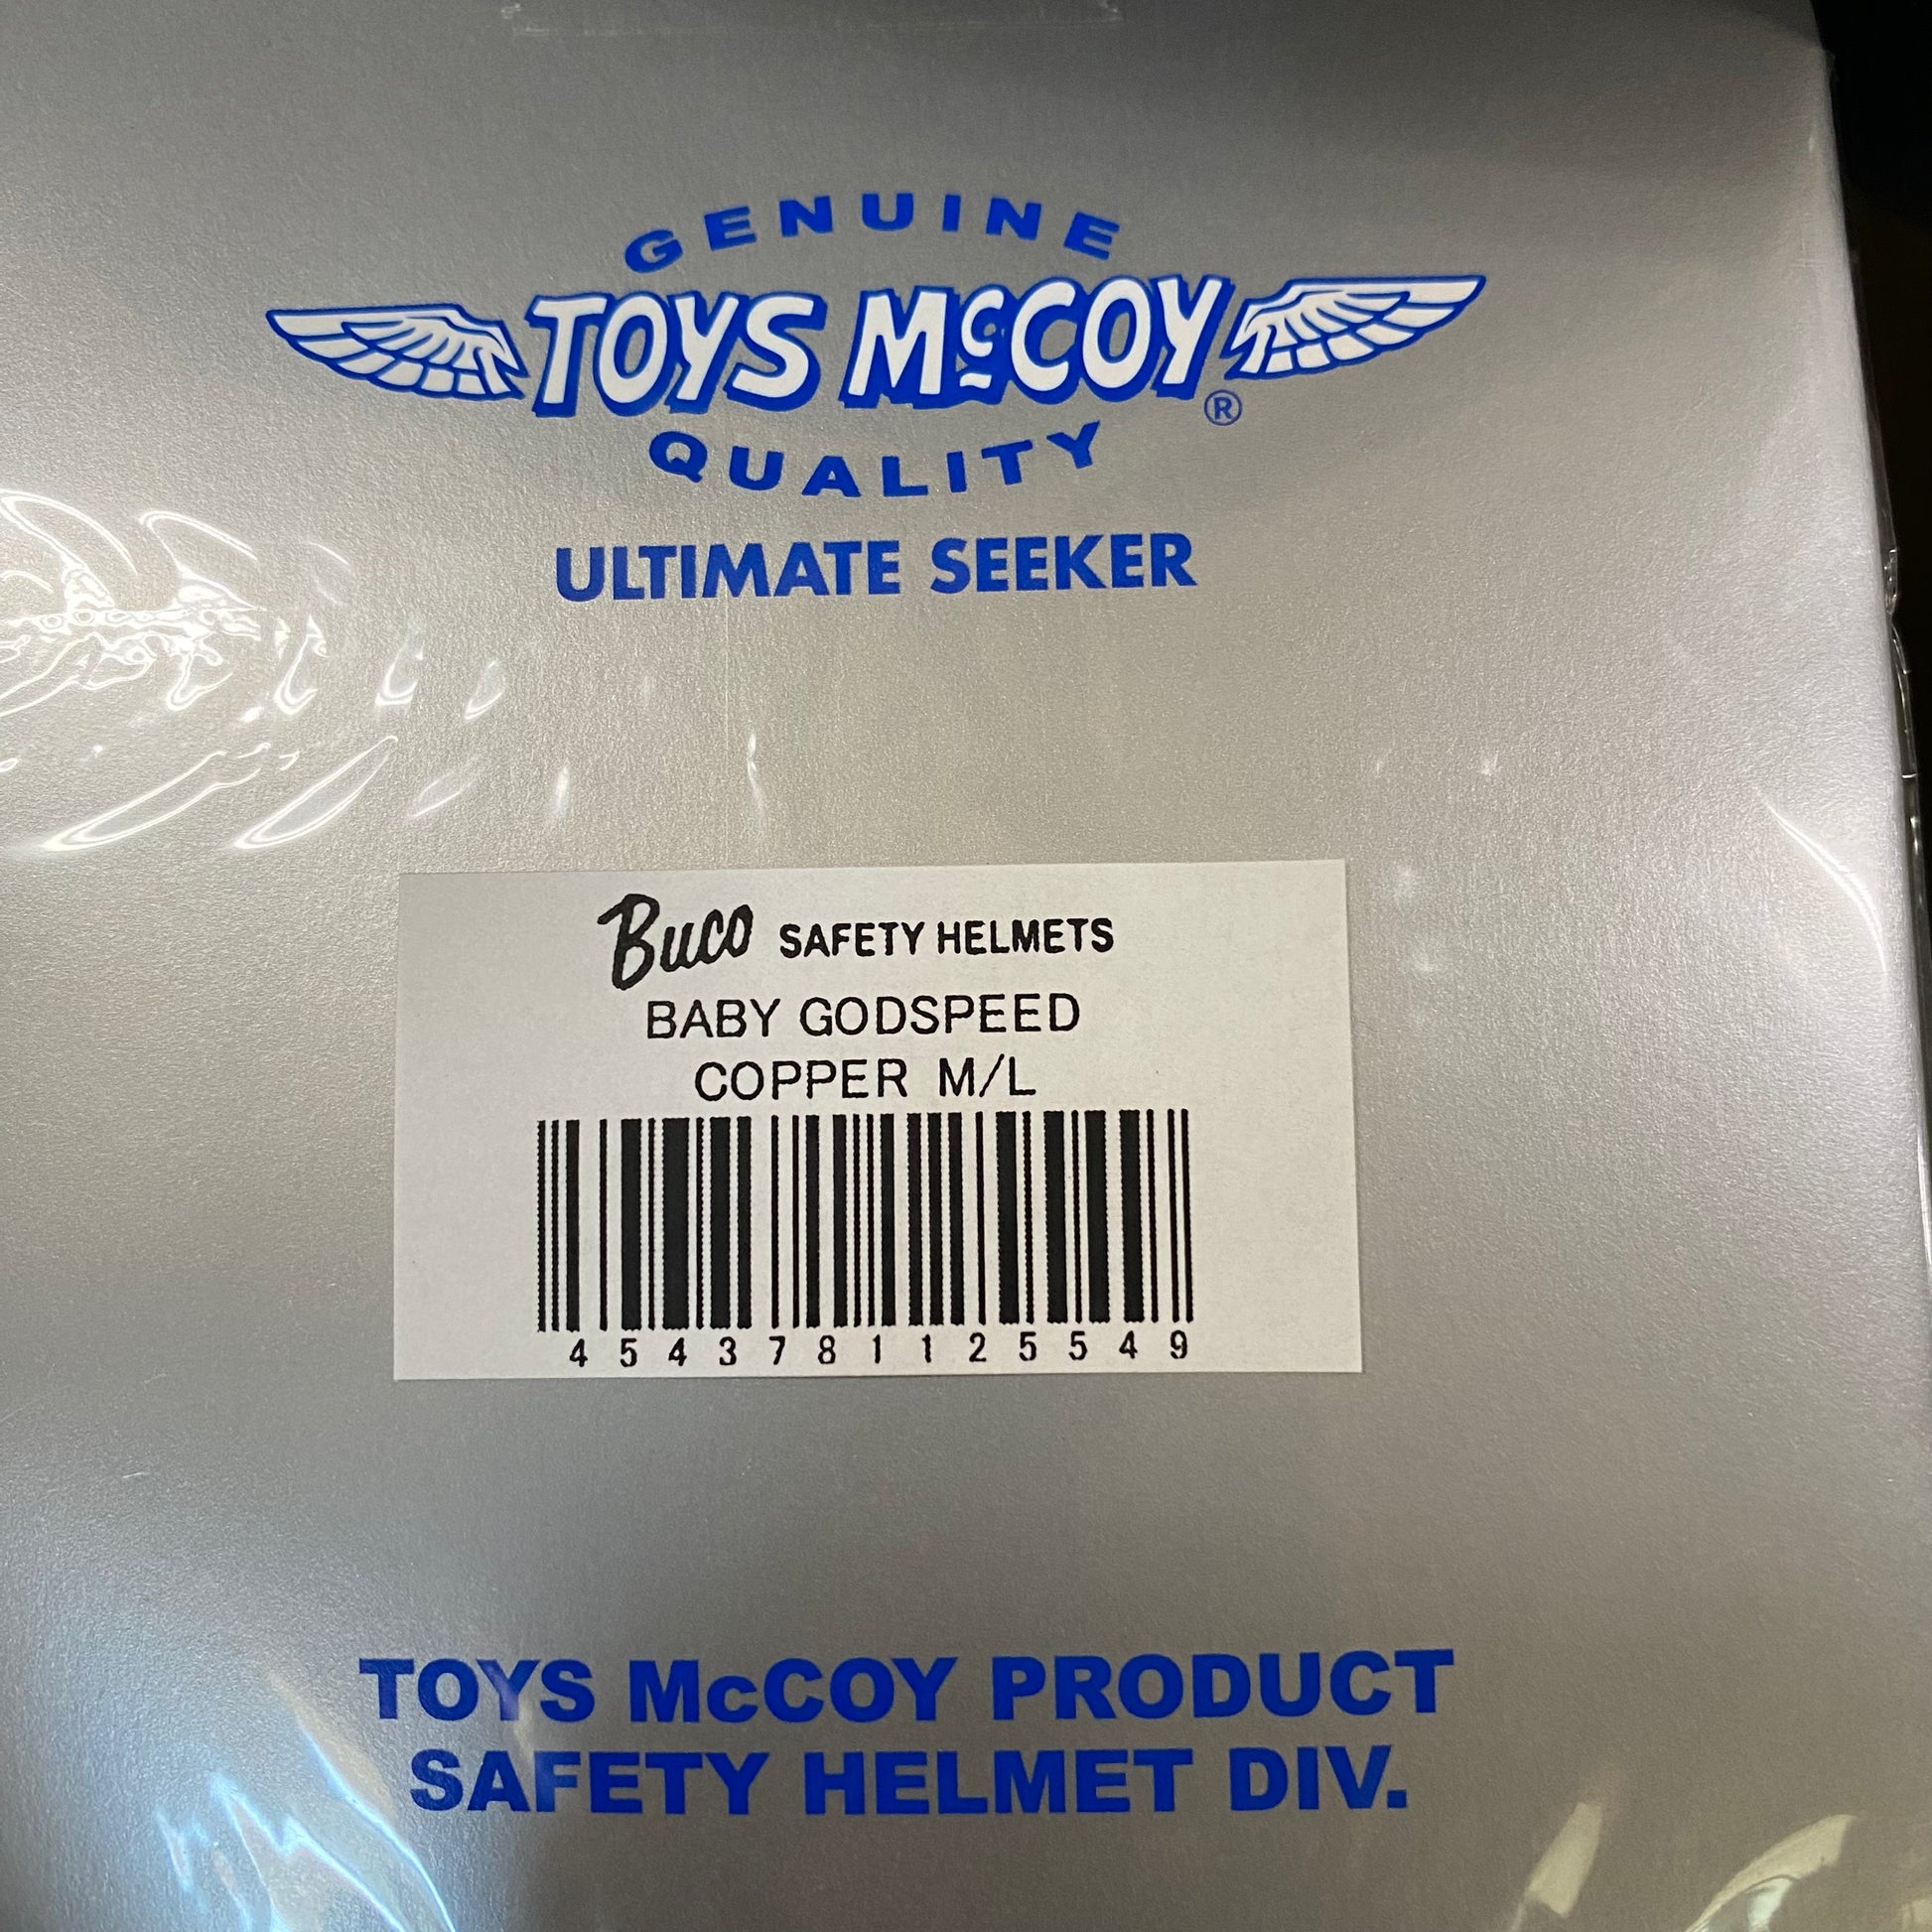 GENUINE
TOYS McCOY®
QUALITY
ULTIMATE SEEKER
Buco SAFETY HELMETS
BABY GODSPEED
COPPER M/L
4543781125549
TOYS McCOY PRODUCT
SAFETY HELMET DIV.